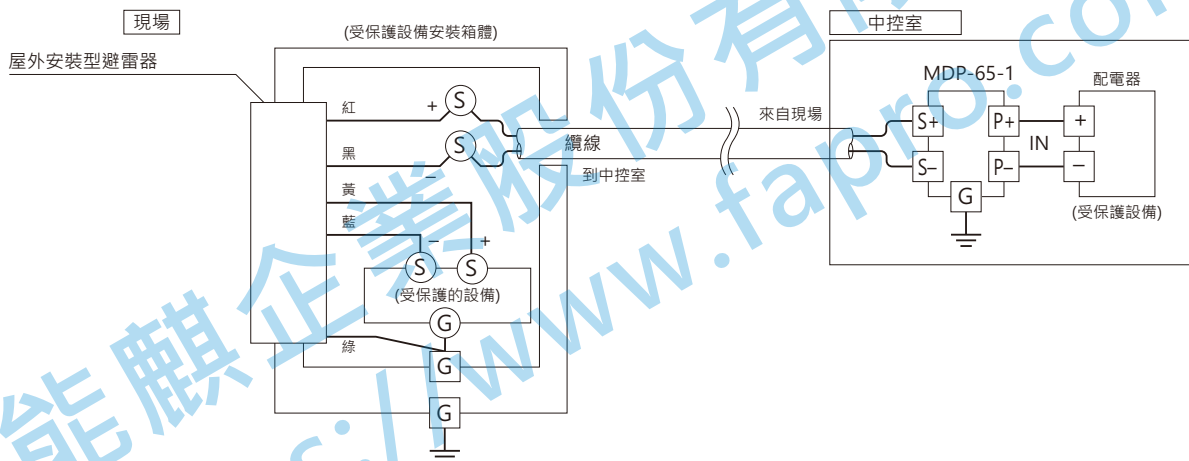 現場
屋外安裝型避雷器
(受保護設備安裝箱體)
紅
+
S
黑
S
−
黃
藍
−
+
S
S
(受保護的設備)
G
綠
G
G
纜線
到中控室
來自現場
中控室
MDP-65-1
配電器
S+
P+
+
IN
S−
P−
−
G
(受保護設備)
能麒企業股份有限
s://www.fapro.co